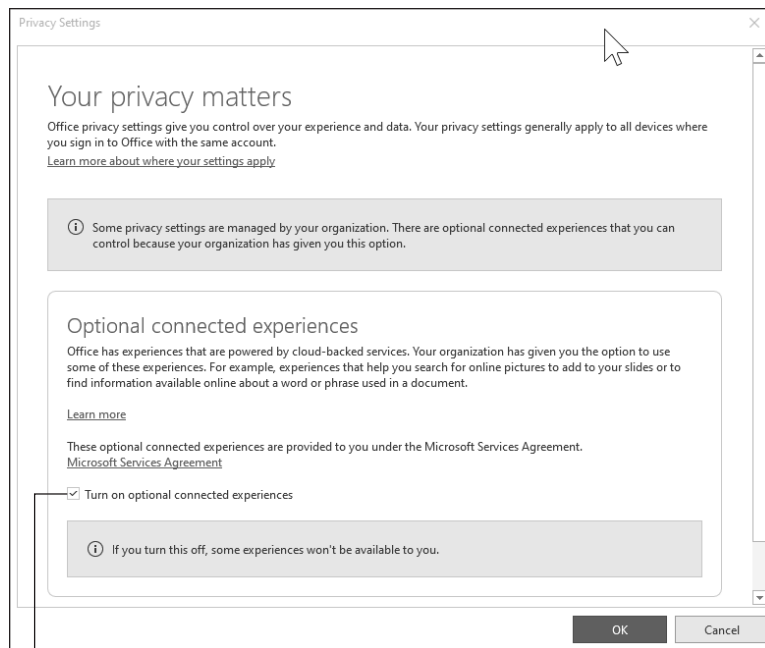 Privacy Settings
Your privacy matters
Office privacy settings give you control over your experience and data. Your privacy settings generally apply to all devices where
you sign in to Office with the same account.
Learn more about where your settings apply
Some privacy settings are managed by your organization. There are optional connected experiences that you can
control because your organization has given you this option.
Optional connected experiences
Office has experiences that are powered by cloud-backed services. Your organization has given you the option to use
some of these experiences. For example, experiences that help you search for online pictures to add to your slides or to
find information available online about a word or phrase used in a document.
Learn more
These optional connected experiences are provided to you under the Microsoft Services Agreement.
Microsoft Services Agreement
Turn on optional connected experiences
If you turn this off, some experiences won't be available to you.
OK Cancel